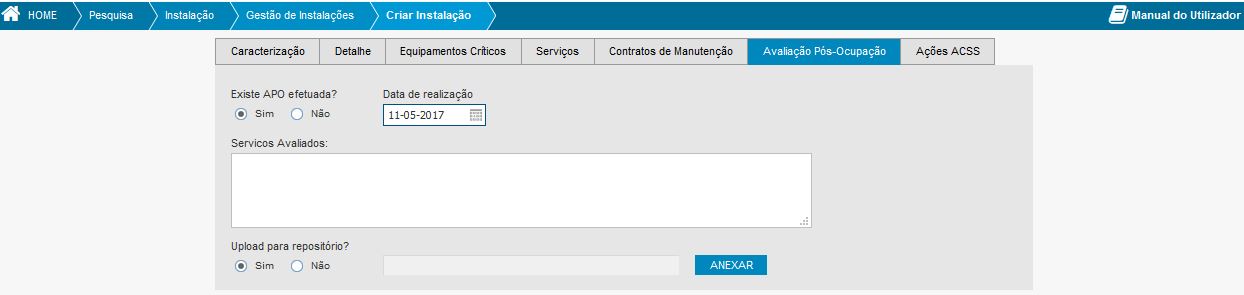 HOME Pesquisa Instalação Gestão de Instalações Criar Instalação Manual do Utilizador
Caracterização Detalhe Equipamentos Críticos Serviços Contratos de Manutenção Avaliação Pós-Ocupação Ações ACSS
Existe APO efetuada? Data de realização
Sim Não 11-05-2017
Servicos Avaliados:
Upload para repositório?
Sim Não ANEXAR